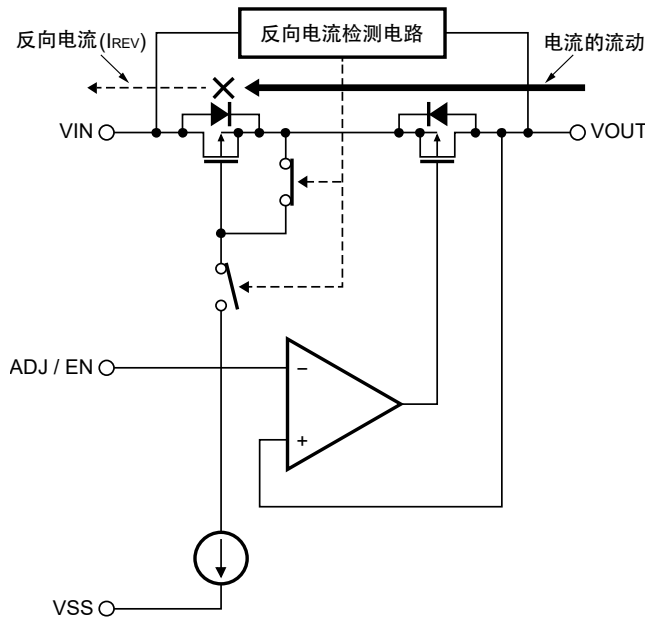 反向电流检测电路
反向电流(IREV)
电流的流动
VIN
VOUT
ADJ / EN
−
+
VSS